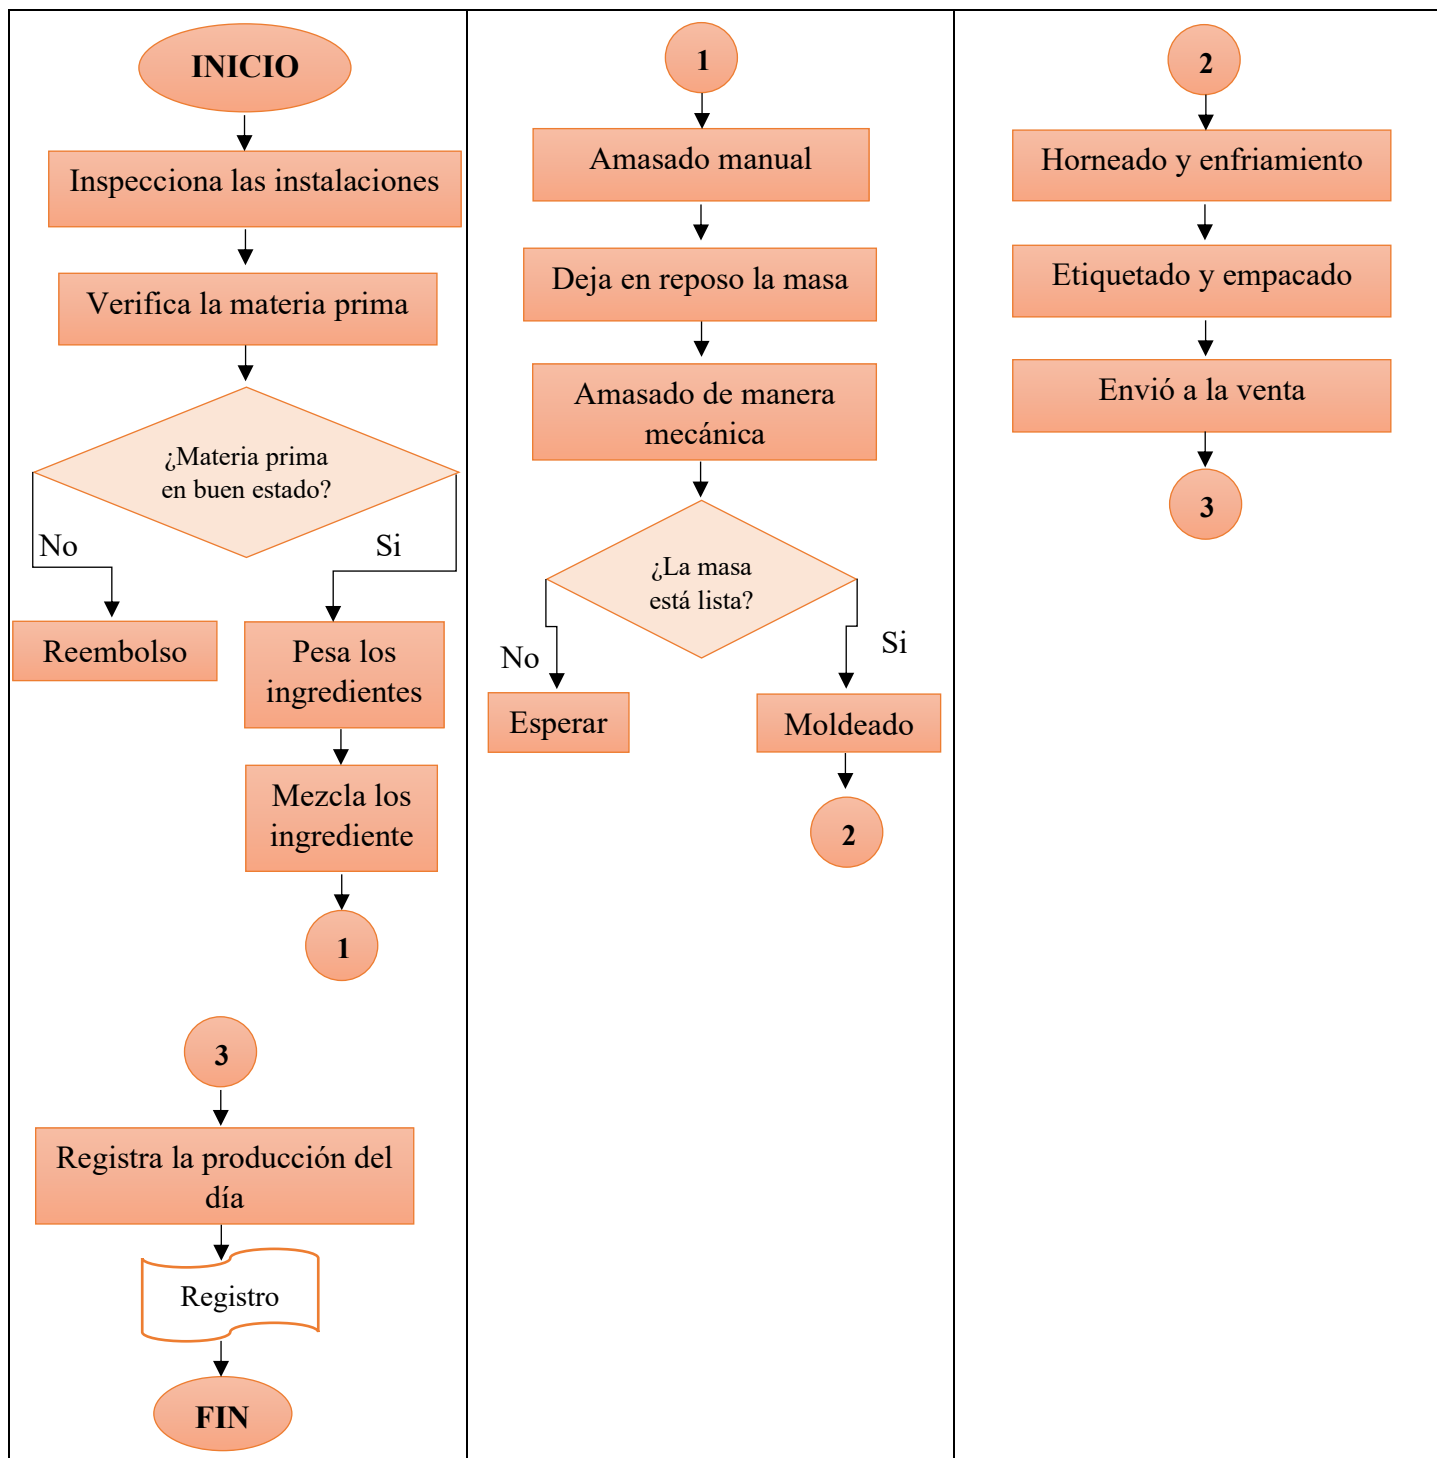 INICIO
Inspecciona las instalaciones
Verifica la materia prima
¿Materia prima
en buen estado?
No
Si
Reembolso
Pesa los
ingredientes
Mezcla los
ingrediente
1
3
Registra la producción del
día
Registro
FIN
1
Amasado manual
Deja en reposo la masa
Amasado de manera
mecánica
¿La masa
está lista?
No
Si
Esperar
Moldeado
2
2
Horneado y enfriamiento
Etiquetado y empacado
Envió a la venta
3